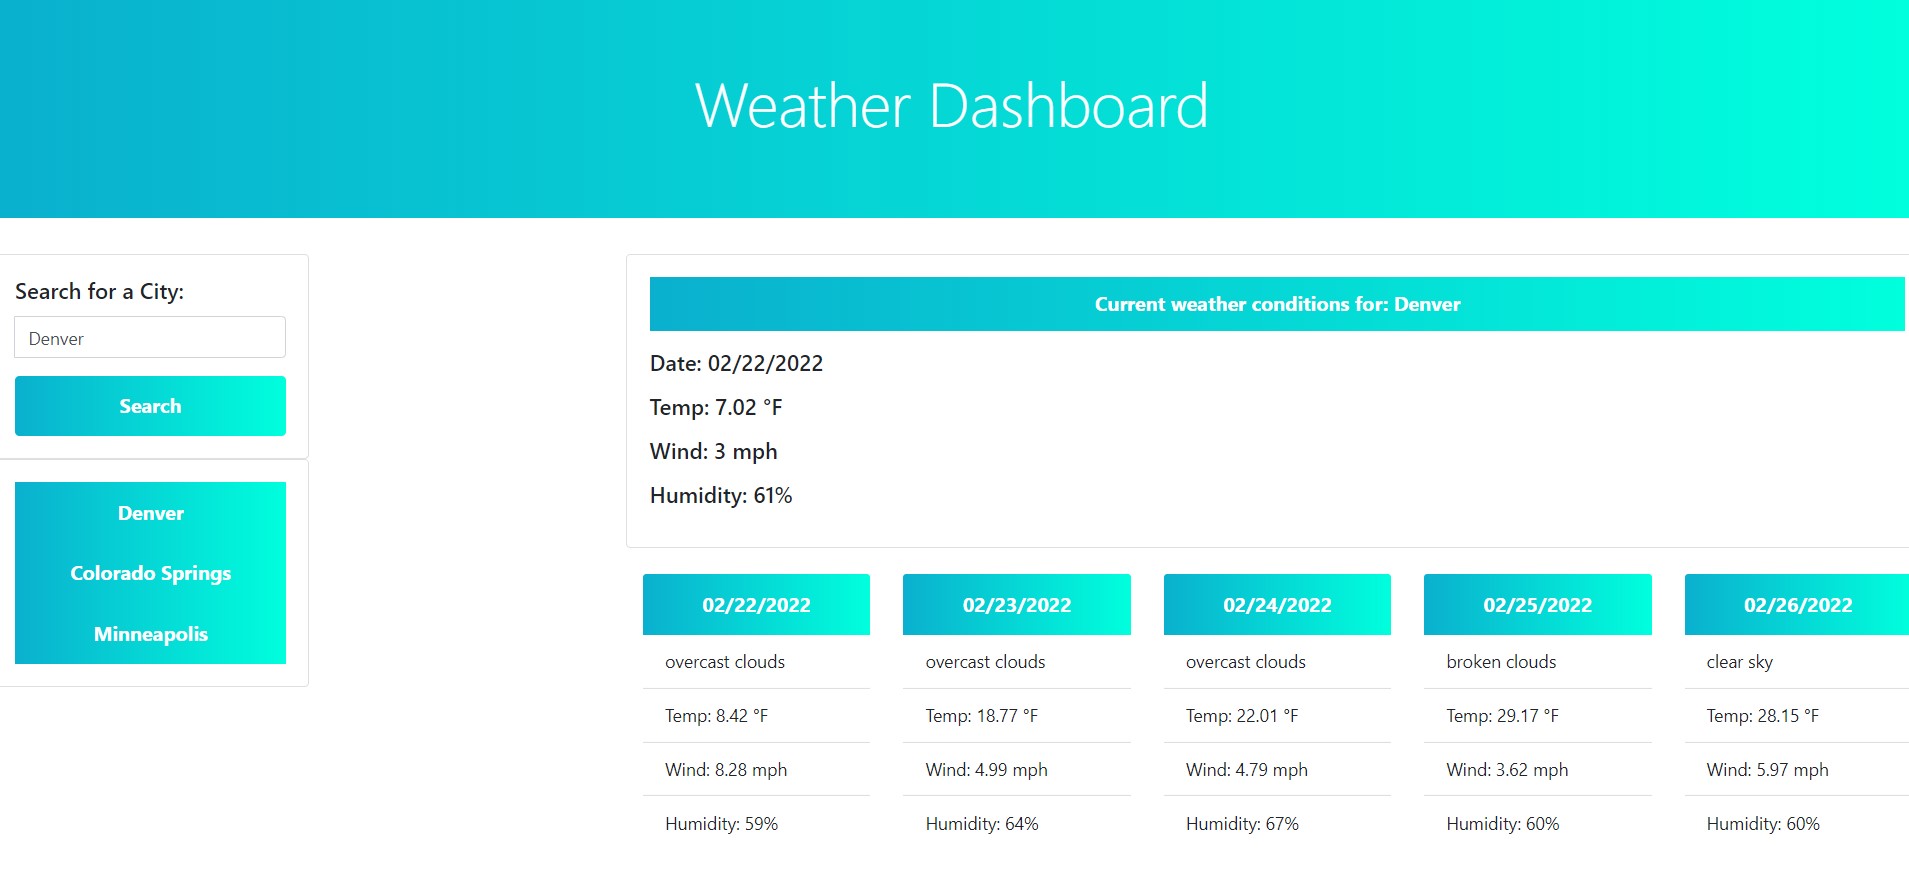 Weather Dashboard
Search for a City:
Denver
Search
Denver
Colorado Springs
Minneapolis
Current weather conditions for: Denver
Date: 02/22/2022
Temp: 7.02 °F
Wind: 3 mph
Humidity: 61%
02/22/2022
overcast clouds
Temp: 8.42 °F
Wind: 8.28 mph
Humidity: 59%
02/23/2022
overcast clouds
Temp: 18.77 °F
Wind: 4.99 mph
Humidity: 64%
02/24/2022
overcast clouds
Temp: 22.01 °F
Wind: 4.79 mph
Humidity: 67%
02/25/2022
broken clouds
Temp: 29.17 °F
Wind: 3.62 mph
Humidity: 60%
02/26/2022
clear sky
Temp: 28.15 °F
Wind: 5.97 mph
Humidity: 60%